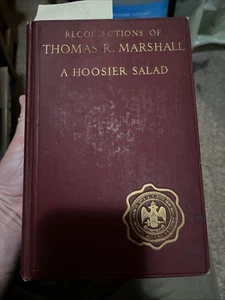 RECOLLECTIONS OF
THOMAS R. MARSHALL
A HOOSIER SALAD